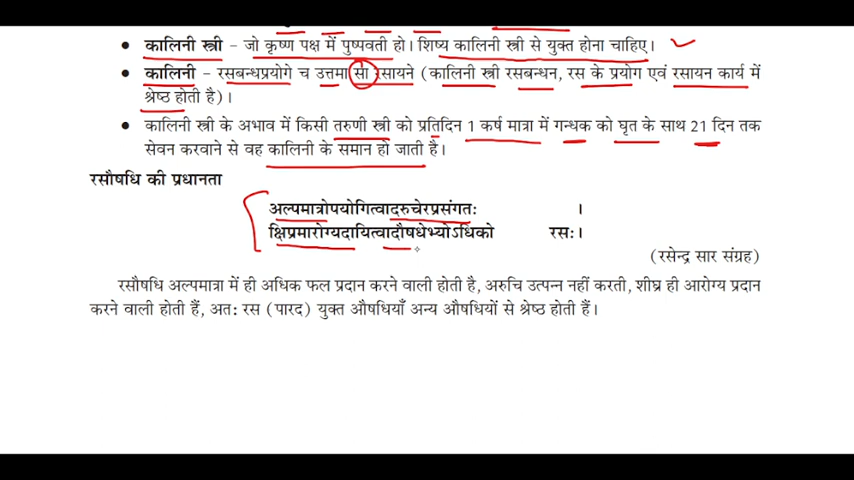 • कालिनी स्त्री – जो कृष्ण पक्ष में पुष्पवती हो। शिष्य कालिनी स्त्री से युक्त होना चाहिए।
• कालिनी – रसबन्धप्रयोगे च उत्तमा सा रसायने (कालिनी स्त्री रसबन्धन, रस के प्रयोग एवं रसायन कार्य में
श्रेष्ठ होती है)।
• कालिनी स्त्री के अभाव में किसी तरुणी स्त्री को प्रतिदिन 1 कर्ष मात्रा में गन्धक को घृत के साथ 21 दिन तक
सेवन करवाने से वह कालिनी के समान हो जाती है।
रसौषधि की प्रधानता
अल्पमात्रोपयोगित्वादरुचेरप्रसंगतः ।
क्षिप्रमारोग्यदायित्वादौषधेभ्योऽधिको रसः।
(रसेन्द्र सार संग्रह)
रसौषधि अल्पमात्रा में ही अधिक फल प्रदान करने वाली होती है, अरुचि उत्पन्न नहीं करती, शीघ्र ही आरोग्य प्रदान
करने वाली होती हैं, अतः रस (पारद) युक्त औषधियाँ अन्य औषधियों से श्रेष्ठ होती हैं।